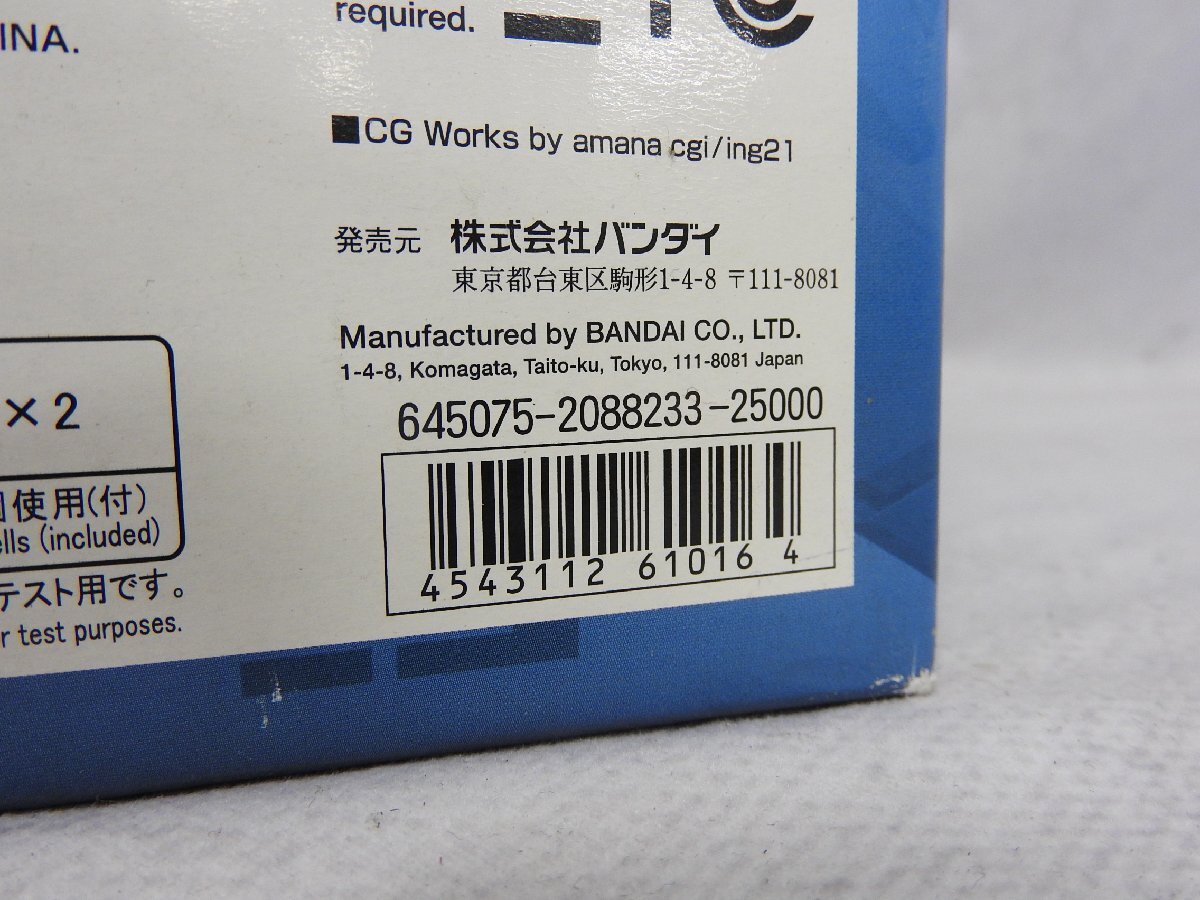 required.
INA.
■CG Works by amana cgi/ing21
発売元 株式会社バンダイ
東京都台東区駒形1-4-8 〒111-8081
Manufactured by BANDAI CO., LTD.
1-4-8, Komagata, Taito-ku, Tokyo, 111-8081 Japan
645075-2088233-25000
4543112 61016 4
×2
使用(付)
ells (included)
テスト用です。
r test purposes.